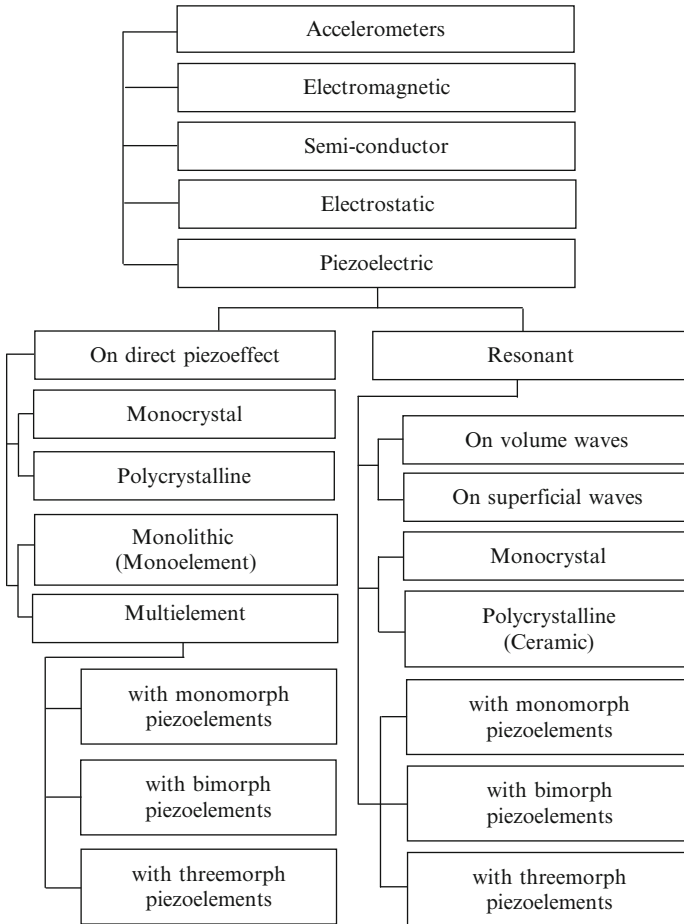 Accelerometers
Electromagnetic
Semi-conductor
Electrostatic
Piezoelectric
On direct piezoeffect
Monocrystal
Polycrystalline
Monolithic
(Monoelement)
Multielement
with monomorph
piezoelements
with bimorph
piezoelements
with threemorph
piezoelements
Resonant
On volume waves
On superficial waves
Monocrystal
Polycrystalline
(Ceramic)
with monomorph
piezoelements
with bimorph
piezoelements
with threemorph
piezoelements